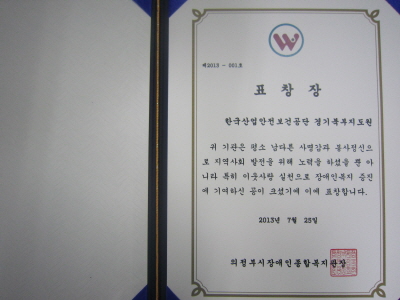 W
제2013 - 001호
표 창 장
한국산업안전보건공단 경기북부지도원
위 기관은 평소 남다른 사명감과 봉사정신으
로 지역사회 발전을 위해 노력을 하셨을 뿐 아
니라 특히 이웃사랑 실천으로 장애인복지 증진
에 기여하신 공이 크셨기에 이에 표창합니다.
2013년 7월 25일
의정부시장애인종합복지관장